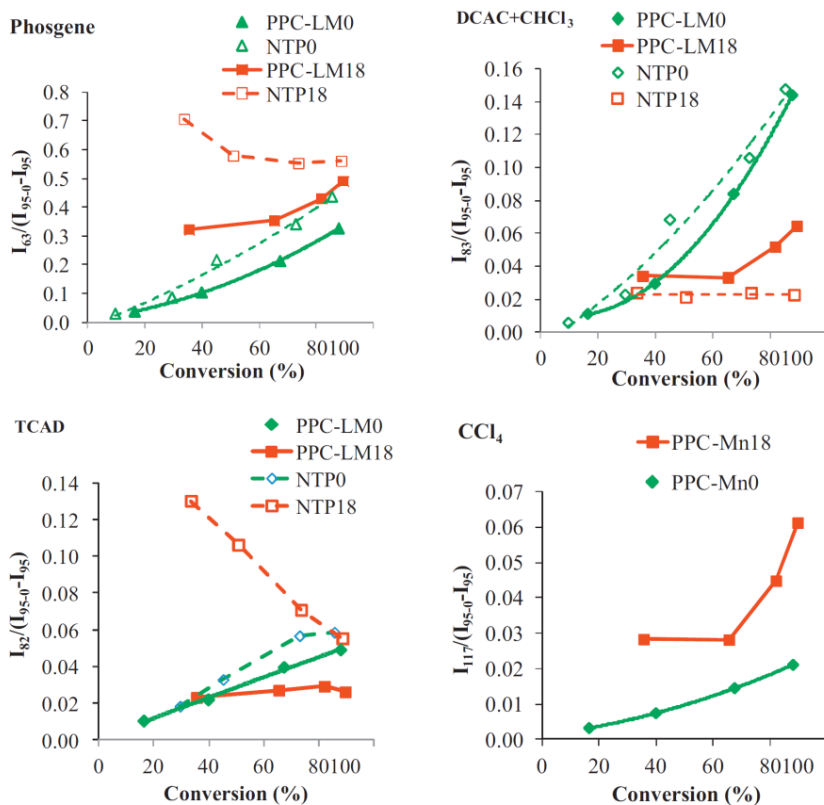 Phosgene
PPC-LM0
NTP0
PPC-LM18
NTP18
I63/(I95-0-I95)
0.8
0.7
0.6
0.5
0.4
0.3
0.2
0.1
0.0
0 20 40 60 80100
Conversion (%)
DCAC+CHCl3
PPC-LM0
PPC-LM18
NTP0
NTP18
I83/(I95-0-I95)
0.16
0.14
0.12
0.10
0.08
0.06
0.04
0.02
0.00
0 20 40 60 80100
Conversion (%)
TCAD
PPC-LM0
PPC-LM18
NTP0
NTP18
I82/(I95-0-I95)
0.14
0.12
0.10
0.08
0.06
0.04
0.02
0.00
0 20 40 60 80100
Conversion (%)
CCl4
PPC-Mn18
PPC-Mn0
I117/(I95-0-I95)
0.07
0.06
0.05
0.04
0.03
0.02
0.01
0.00
0 20 40 60 80100
Conversion (%)